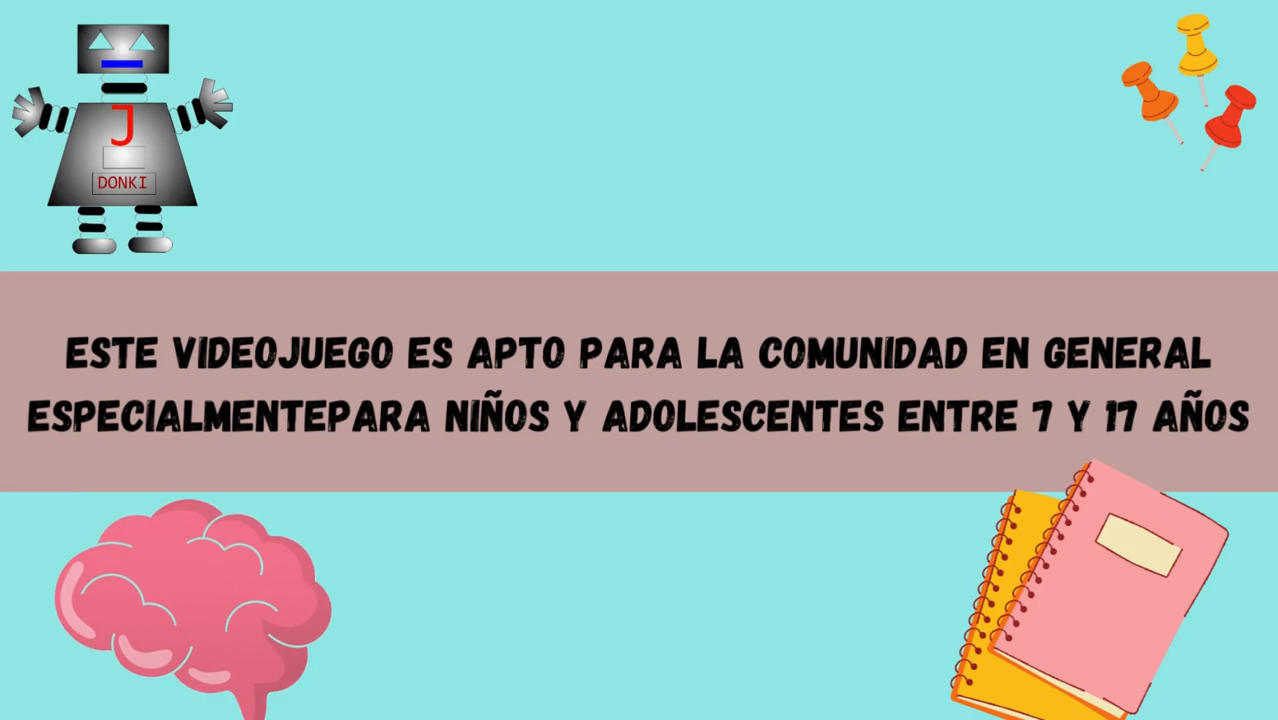 J
DONKI
ESTE VIDEOJUEGO ES APTO PARA LA COMUNIDAD EN GENERAL
ESPECIALMENTEPARA NIÑOS Y ADOLESCENTES ENTRE 7 Y 17 AÑOS